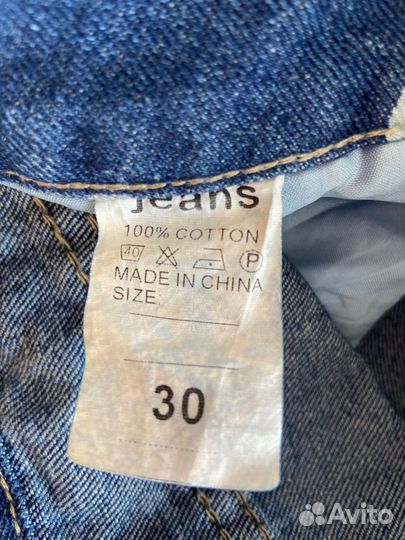 jeans
100% COTTON
40 P
MADE IN CHINA
SIZE:
30
Avito